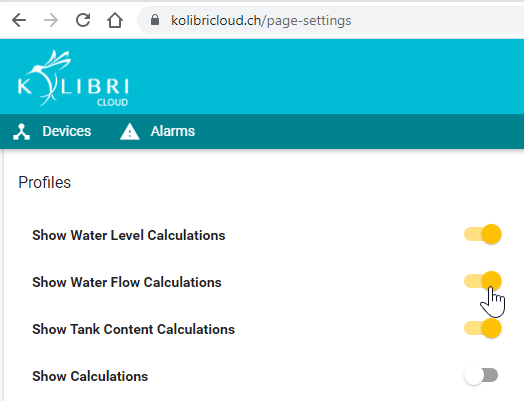 kolibricloud.ch/page-settings
KOLIBRI
CLOUD
Devices
Alarms
Profiles
Show Water Level Calculations
Show Water Flow Calculations
Show Tank Content Calculations
Show Calculations